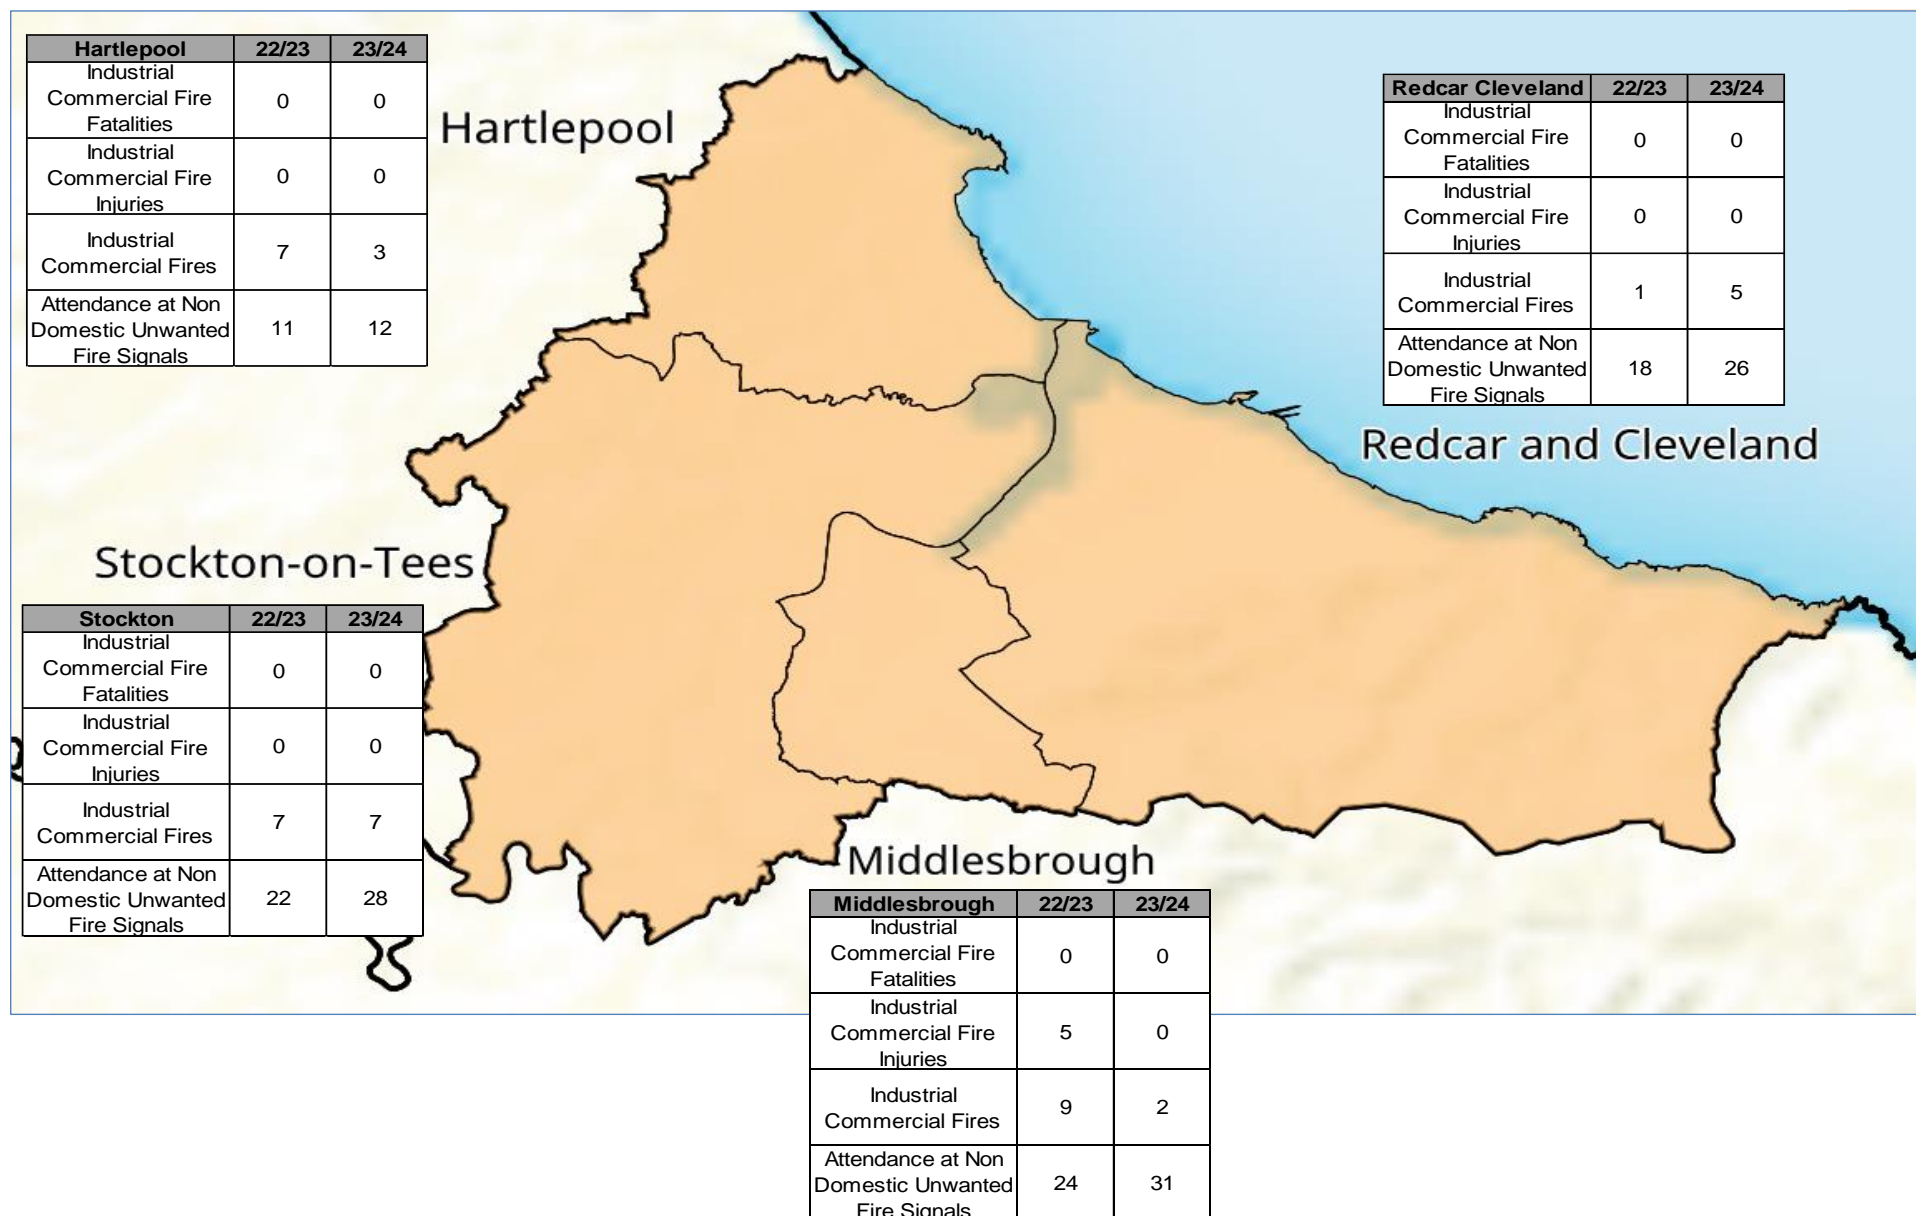 Hartlepool 22/23 23/24
Industrial
Commercial Fire
Fatalities
0 0
Industrial
Commercial Fire
Injuries
0 0
Industrial
Commercial Fires
7 3
Attendance at Non
Domestic Unwanted
Fire Signals
11 12
Hartlepool
Redcar Cleveland 22/23 23/24
Industrial
Commercial Fire
Fatalities
0 0
Industrial
Commercial Fire
Injuries
0 0
Industrial
Commercial Fires
1 5
Attendance at Non
Domestic Unwanted
Fire Signals
18 26
Redcar and Cleveland
Stockton-on-Tees
Stockton 22/23 23/24
Industrial
Commercial Fire
Fatalities
0 0
Industrial
Commercial Fire
Injuries
0 0
Industrial
Commercial Fires
7 7
Attendance at Non
Domestic Unwanted
Fire Signals
22 28
Middlesbrough
Middlesbrough 22/23 23/24
Industrial
Commercial Fire
Fatalities
0 0
Industrial
Commercial Fire
Injuries
5 0
Industrial
Commercial Fires
9 2
Attendance at Non
Domestic Unwanted
Fire Signals
24 31